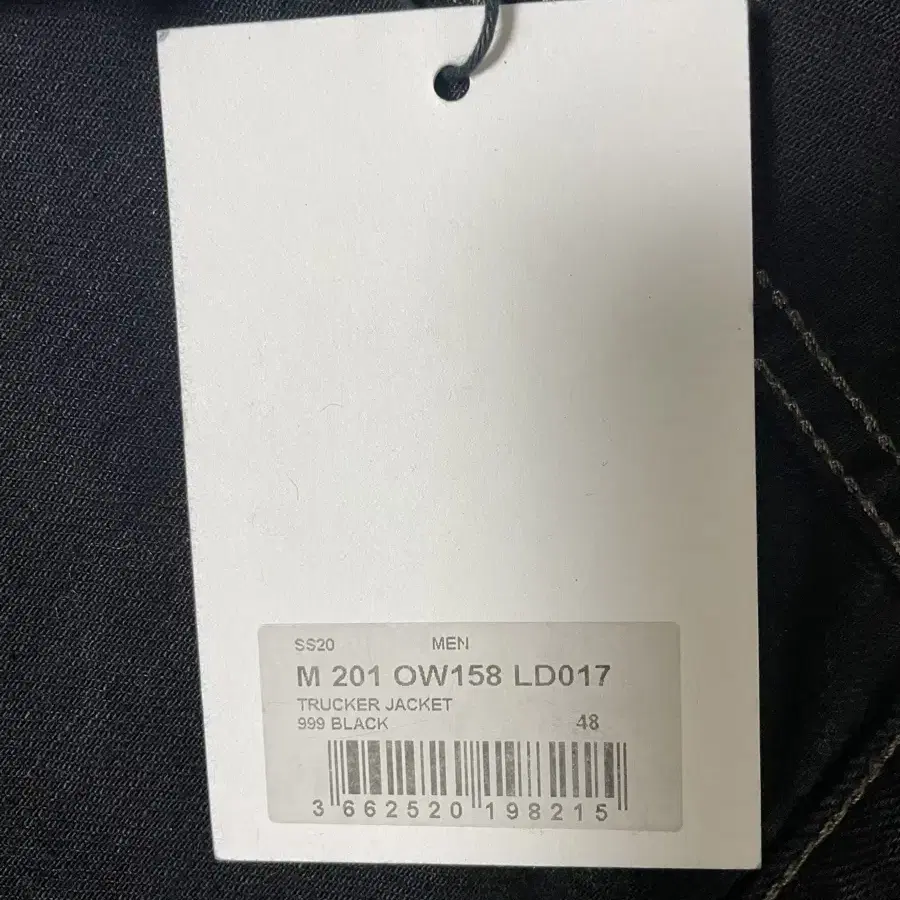 SS20 MEN
M 201 OW158 LD017
TRUCKER JACKET
999 BLACK 48
3 662520 198215